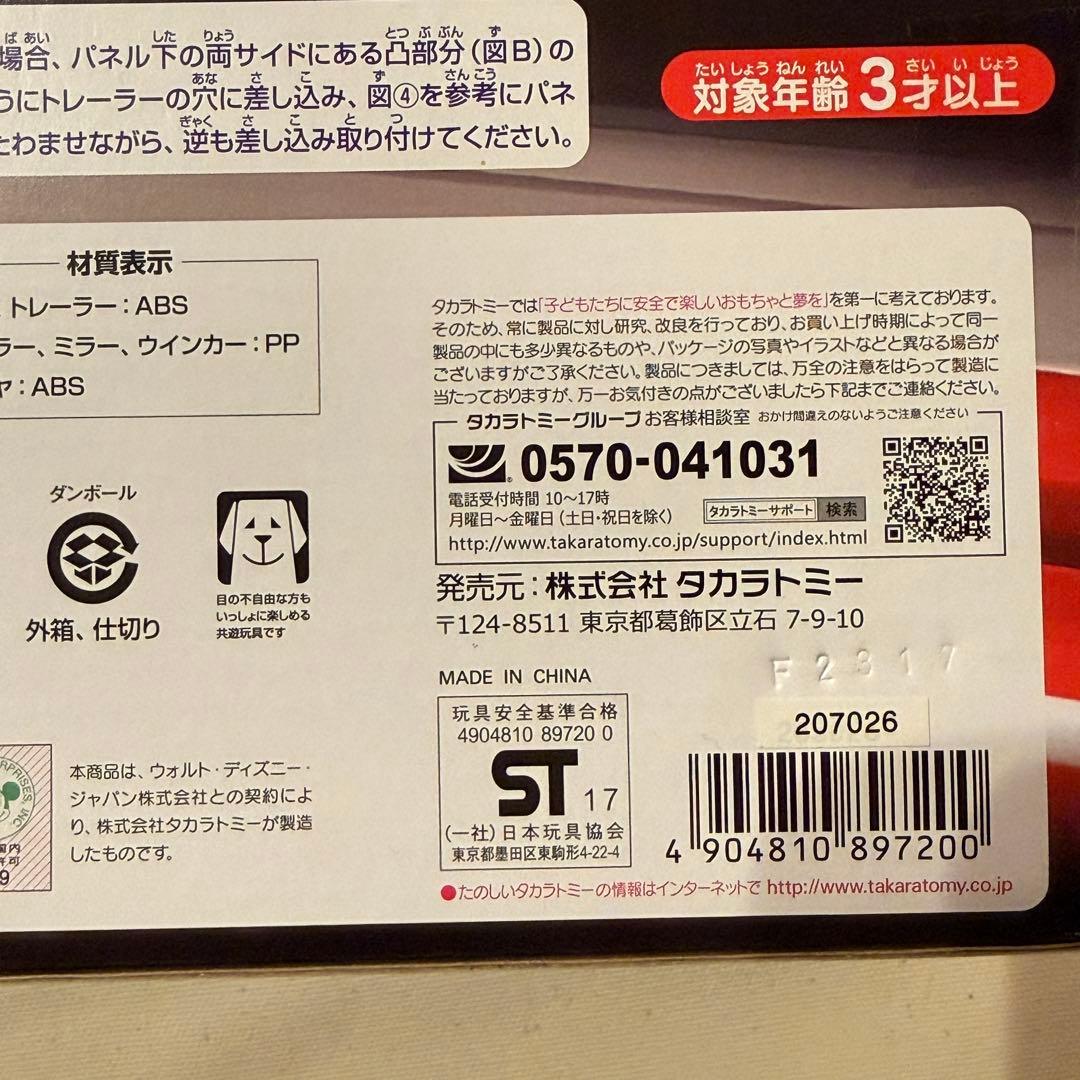 場合、パネル下の両サイドにある凸部分(図B)の
うにトレーラーの穴に差し込み、図④を参考にパネ
たわませながら、逆も差し込み取り付けてください。
対象年齢3才以上
材質表示
トレーラー:ABS
ラー、ミラー、ウインカー:PP
ヤ:ABS
タカラトミーでは「子どもたちに安全で楽しいおもちゃと夢を」を第一に考えております。
そのため、常に製品に対し研究、改良を行っており、お買い上げ時期によって同一
製品の中にも多少異なるものや、パッケージの写真やイラストなどと異なる場合が
ございますがご了承ください。製品につきましては、万全の注意をはらって製造に
当たっておりますが、万一お気付きの点がございましたら下記までご連絡ください。
タカラトミーグループお客様相談室 おかけ間違えのないようご注意ください
0570-041031
電話受付時間 10〜17時
月曜日〜金曜日(土日・祝日を除く)
タカラトミーサポート 検索
http://www.takaratomy.co.jp/support/index.html
発売元:株式会社 タカラトミー
〒124-8511 東京都葛飾区立石 7-9-10
ダンボール
外箱、仕切り
目の不自由な方も
いっしょに楽しめる
共遊玩具です
MADE IN CHINA
F2317
玩具安全基準合格
4904810 89720 0
ST 17
(一社)日本玩具協会
東京都墨田区東駒形4-22-4
207026
4 904810 897200
本商品は、ウォルト・ディズニー・
ジャパン株式会社との契約によ
り、株式会社タカラトミーが製造
したものです。
●たのしいタカラトミーの情報はインターネットで http://www.takaratomy.co.jp